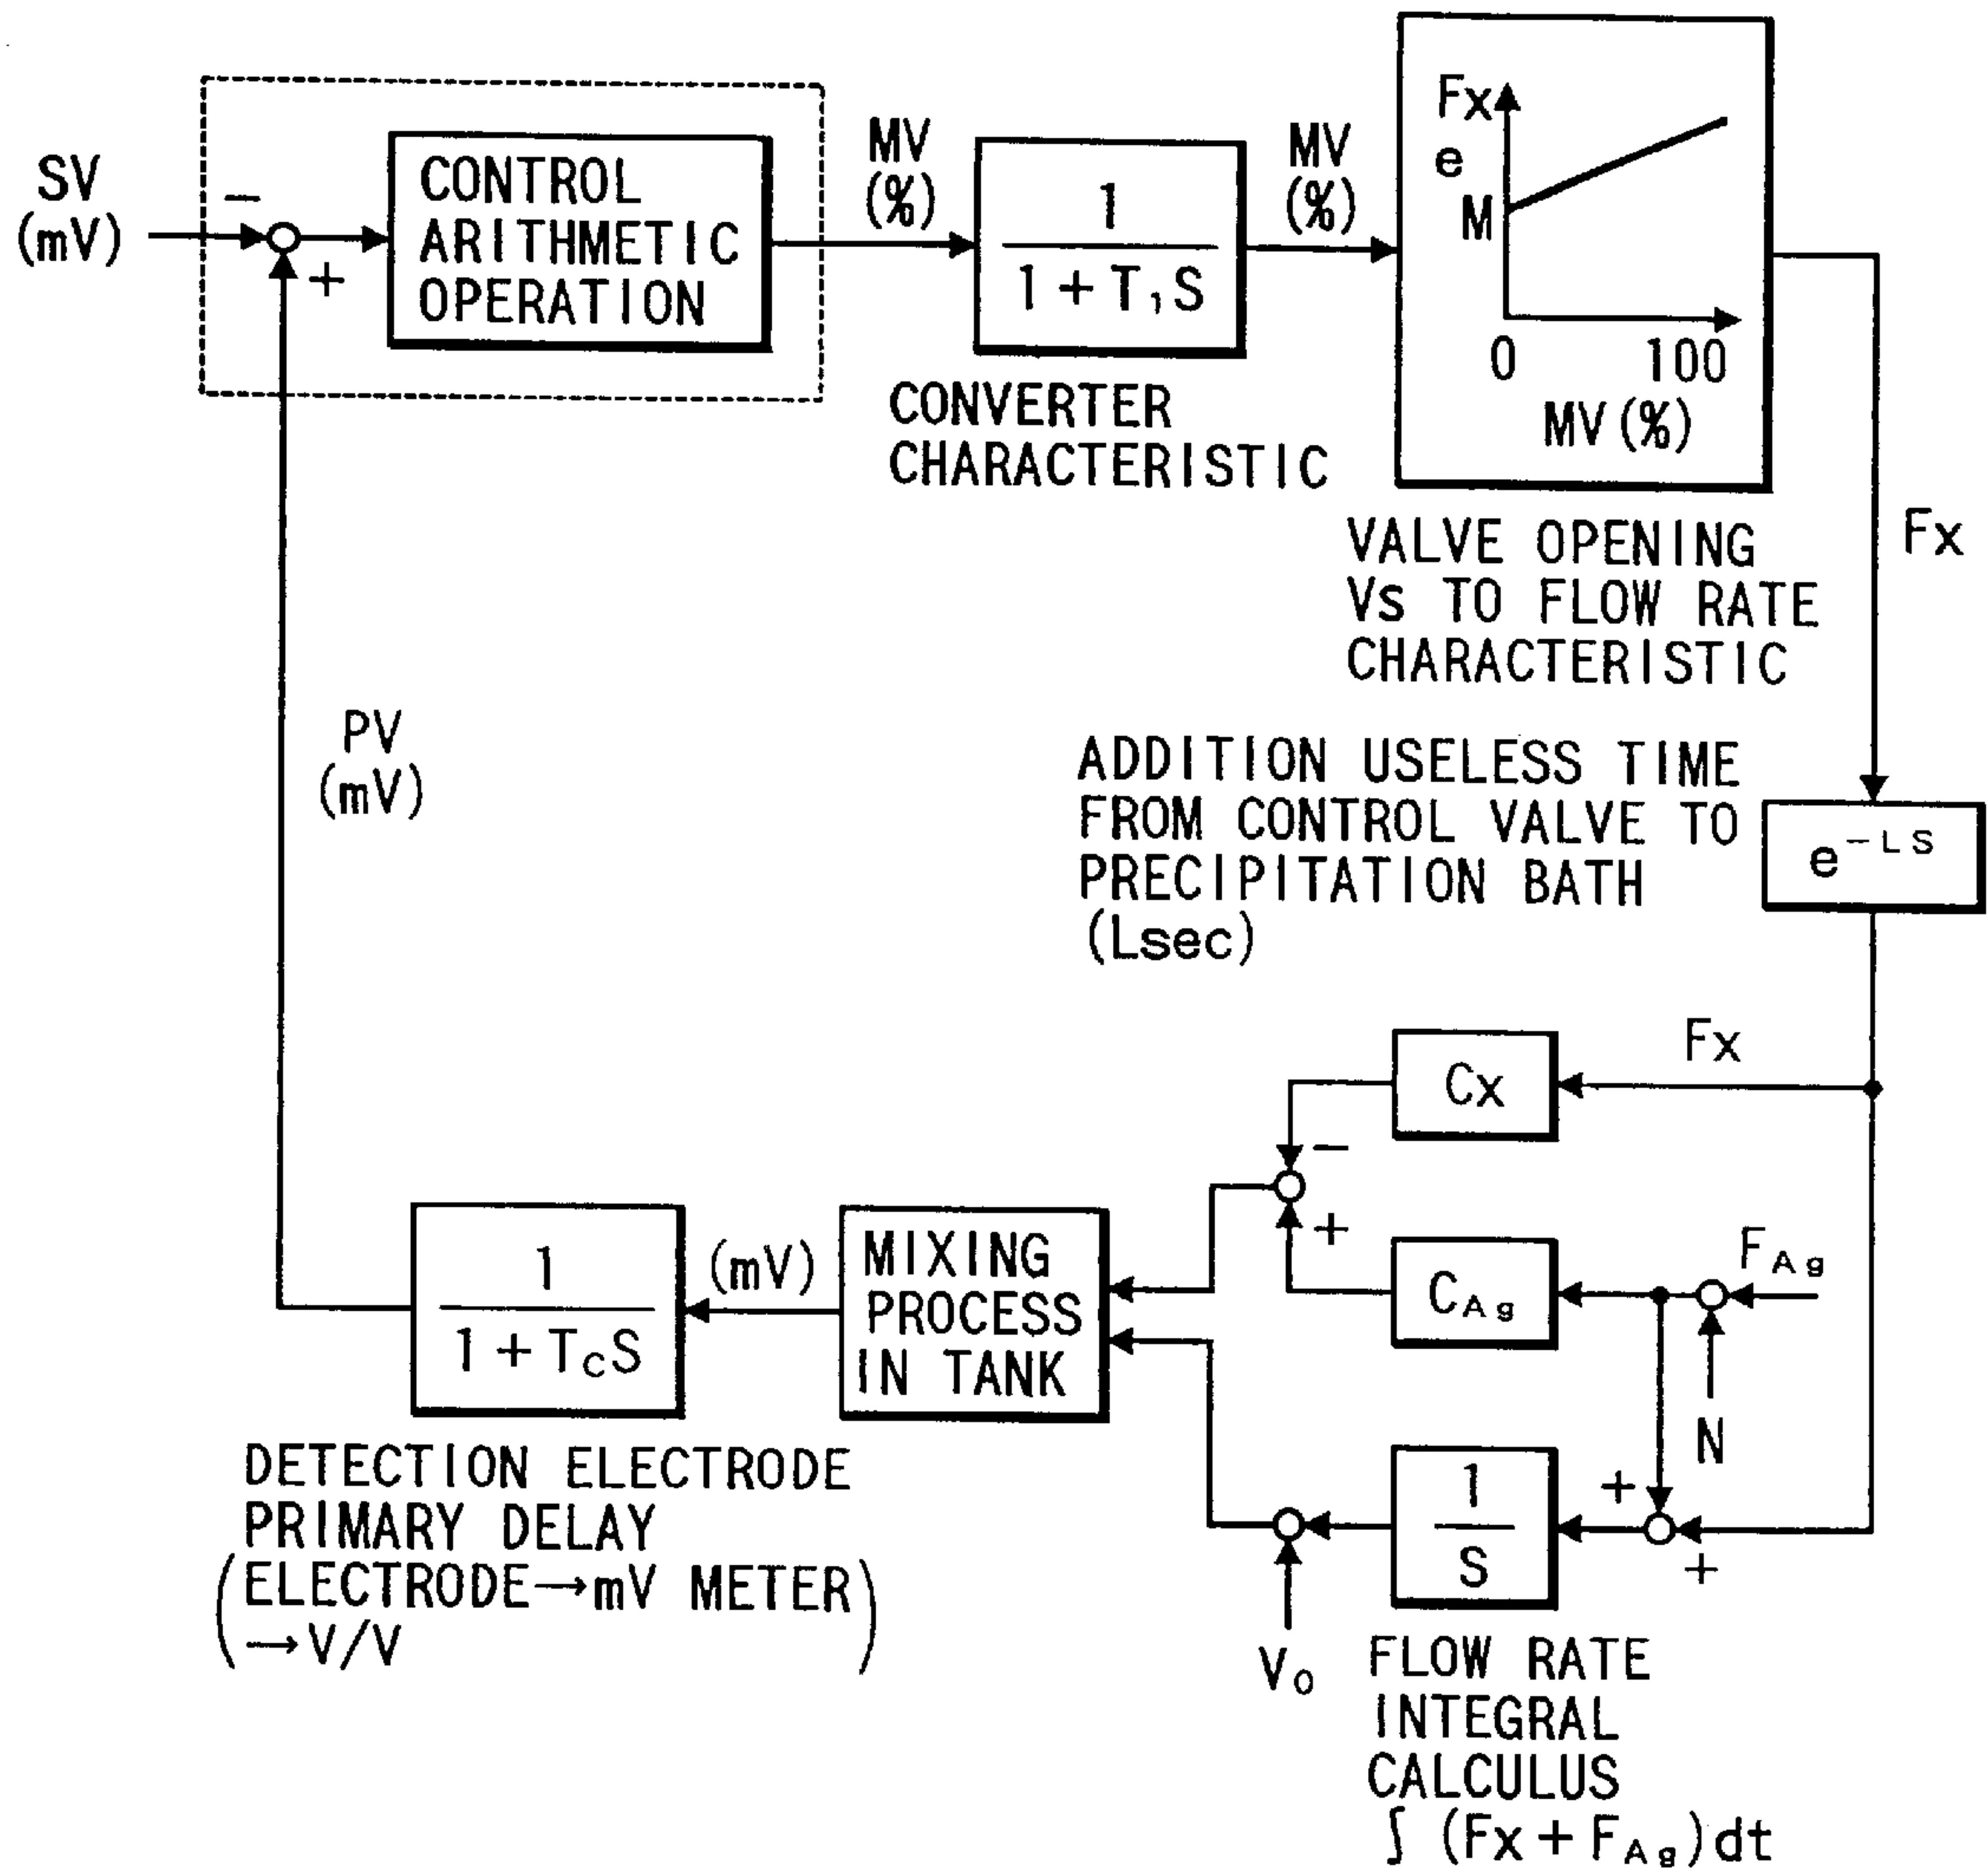 SV
(mV)
−
+
CONTROL
ARITHMETIC
OPERATION
MV
(%)
1
1 + T1S
MV
(%)
CONVERTER
CHARACTERISTIC
Fx
e
M
0 100
MV (%)
VALVE OPENING
Vs TO FLOW RATE
CHARACTERISTIC
Fx
ADDITION USELESS TIME
FROM CONTROL VALVE TO
PRECIPITATION BATH
(Lsec)
e^−LS
PV
(mV)
Fx
Cx
−
+
CAg
FAg
N
MIXING
PROCESS
IN TANK
(mV)
1
1 + TCS
DETECTION ELECTRODE
PRIMARY DELAY
(ELECTRODE→mV METER
→V/V)
+
+
1
S
V0
FLOW RATE
INTEGRAL
CALCULUS
∫ (Fx + FAg) dt